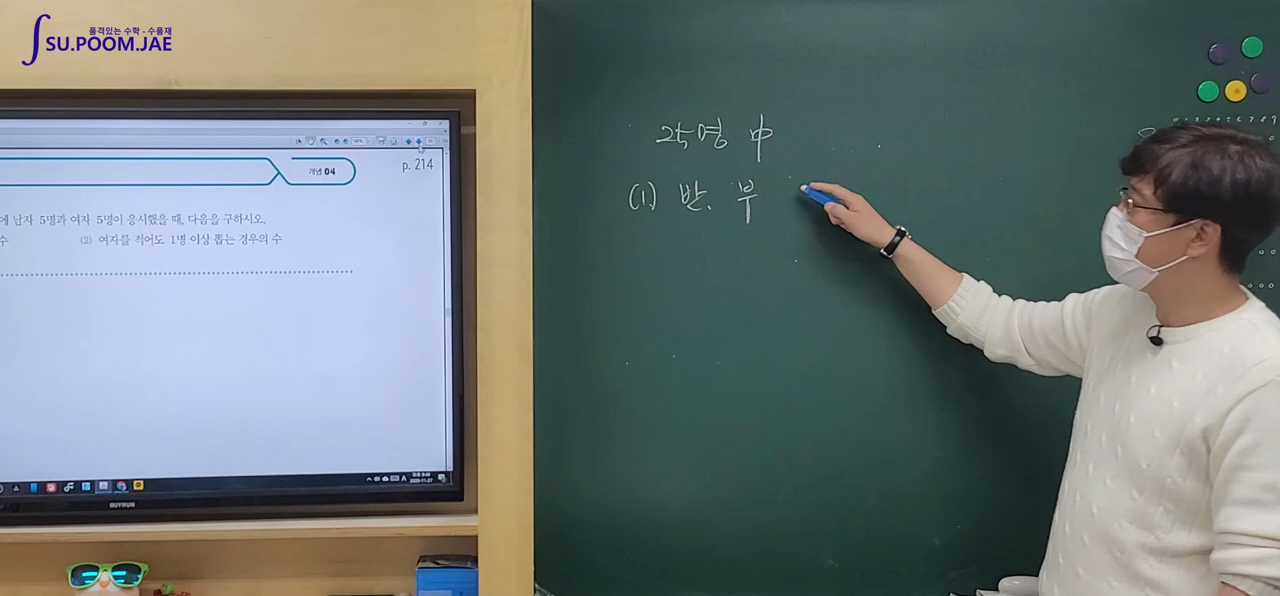 품격있는 수학 - 수품재
SU.POOM.JAE
개념 04
p. 214
에 남자 5명과 여자 5명이 응시했을 때, 다음을 구하시오.
수 (2) 여자를 적어도 1명 이상 뽑는 경우의 수
SUYRUN
25명 中
(1) 반, 부